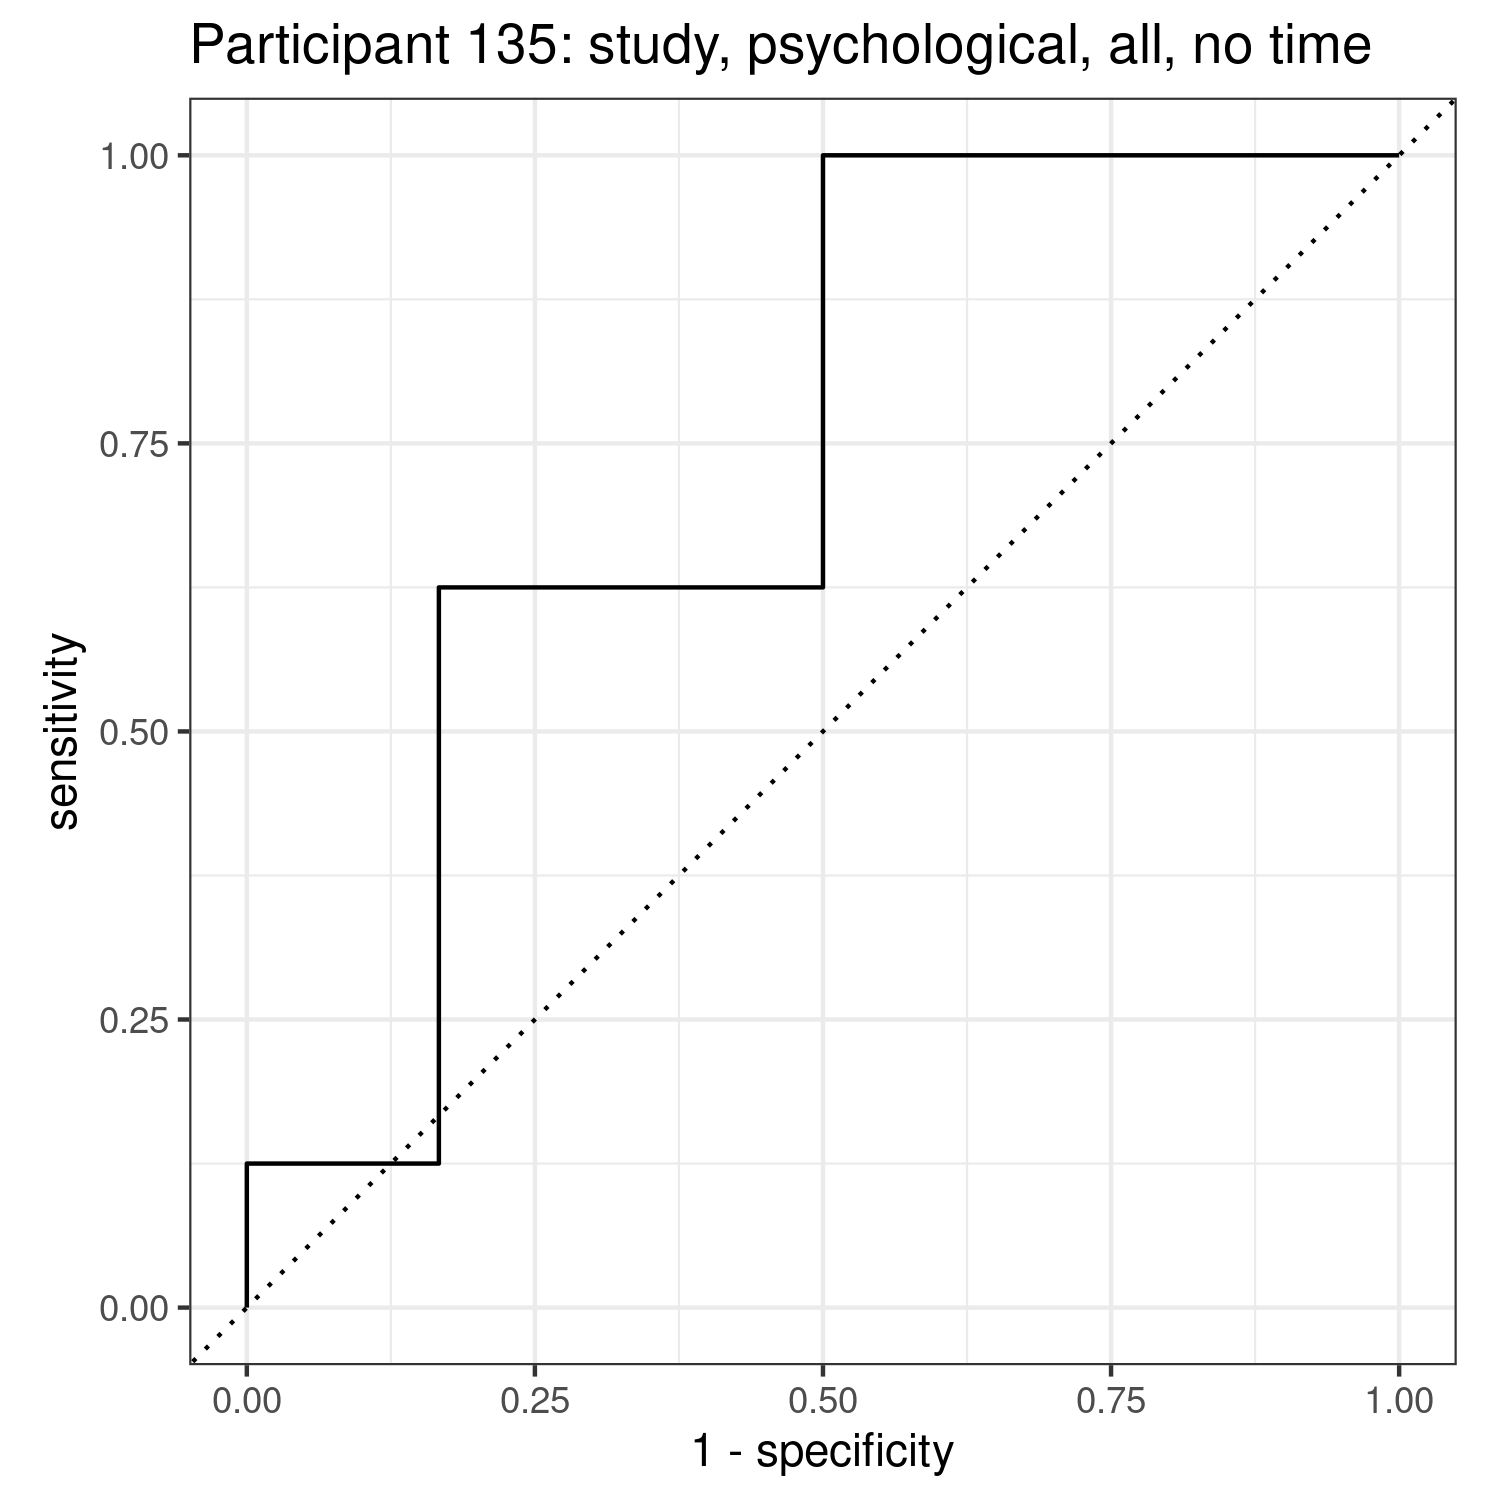 Participant 135: study, psychological, all, no time
1.00
0.75
0.50
0.25
0.00
sensitivity
0.00 0.25 0.50 0.75 1.00
1 - specificity